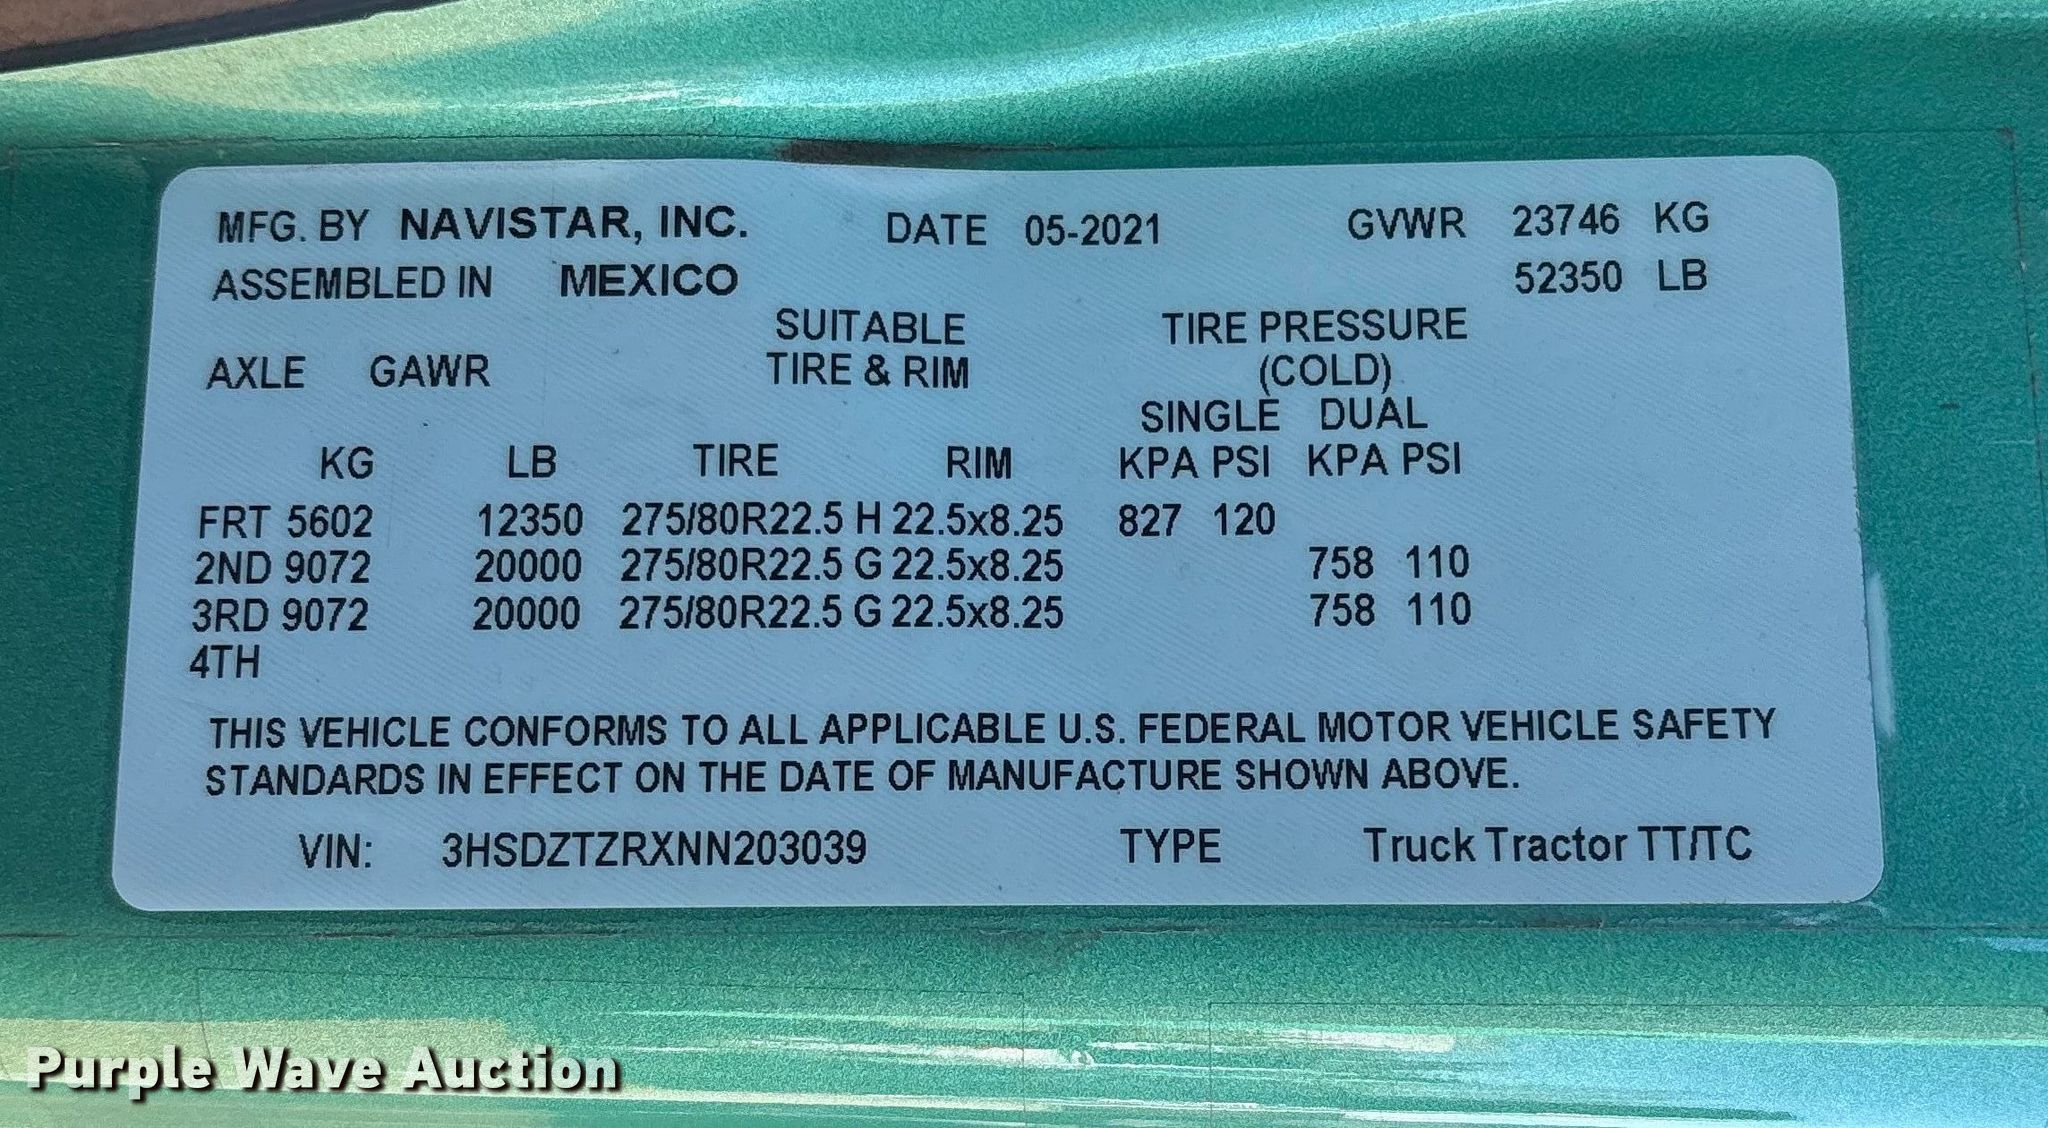 MFG. BY NAVISTAR, INC. DATE 05-2021 GVWR 23746 KG
ASSEMBLED IN MEXICO 52350 LB
SUITABLE TIRE PRESSURE
AXLE GAWR TIRE & RIM (COLD)
SINGLE DUAL
KG LB TIRE RIM KPA PSI KPA PSI
FRT 5602 12350 275/80R22.5 H 22.5x8.25 827 120
2ND 9072 20000 275/80R22.5 G 22.5x8.25 758 110
3RD 9072 20000 275/80R22.5 G 22.5x8.25 758 110
4TH
THIS VEHICLE CONFORMS TO ALL APPLICABLE U.S. FEDERAL MOTOR VEHICLE SAFETY
STANDARDS IN EFFECT ON THE DATE OF MANUFACTURE SHOWN ABOVE.
VIN: 3HSDZTZRXNN203039 TYPE Truck Tractor TT/TC
Purple Wave Auction